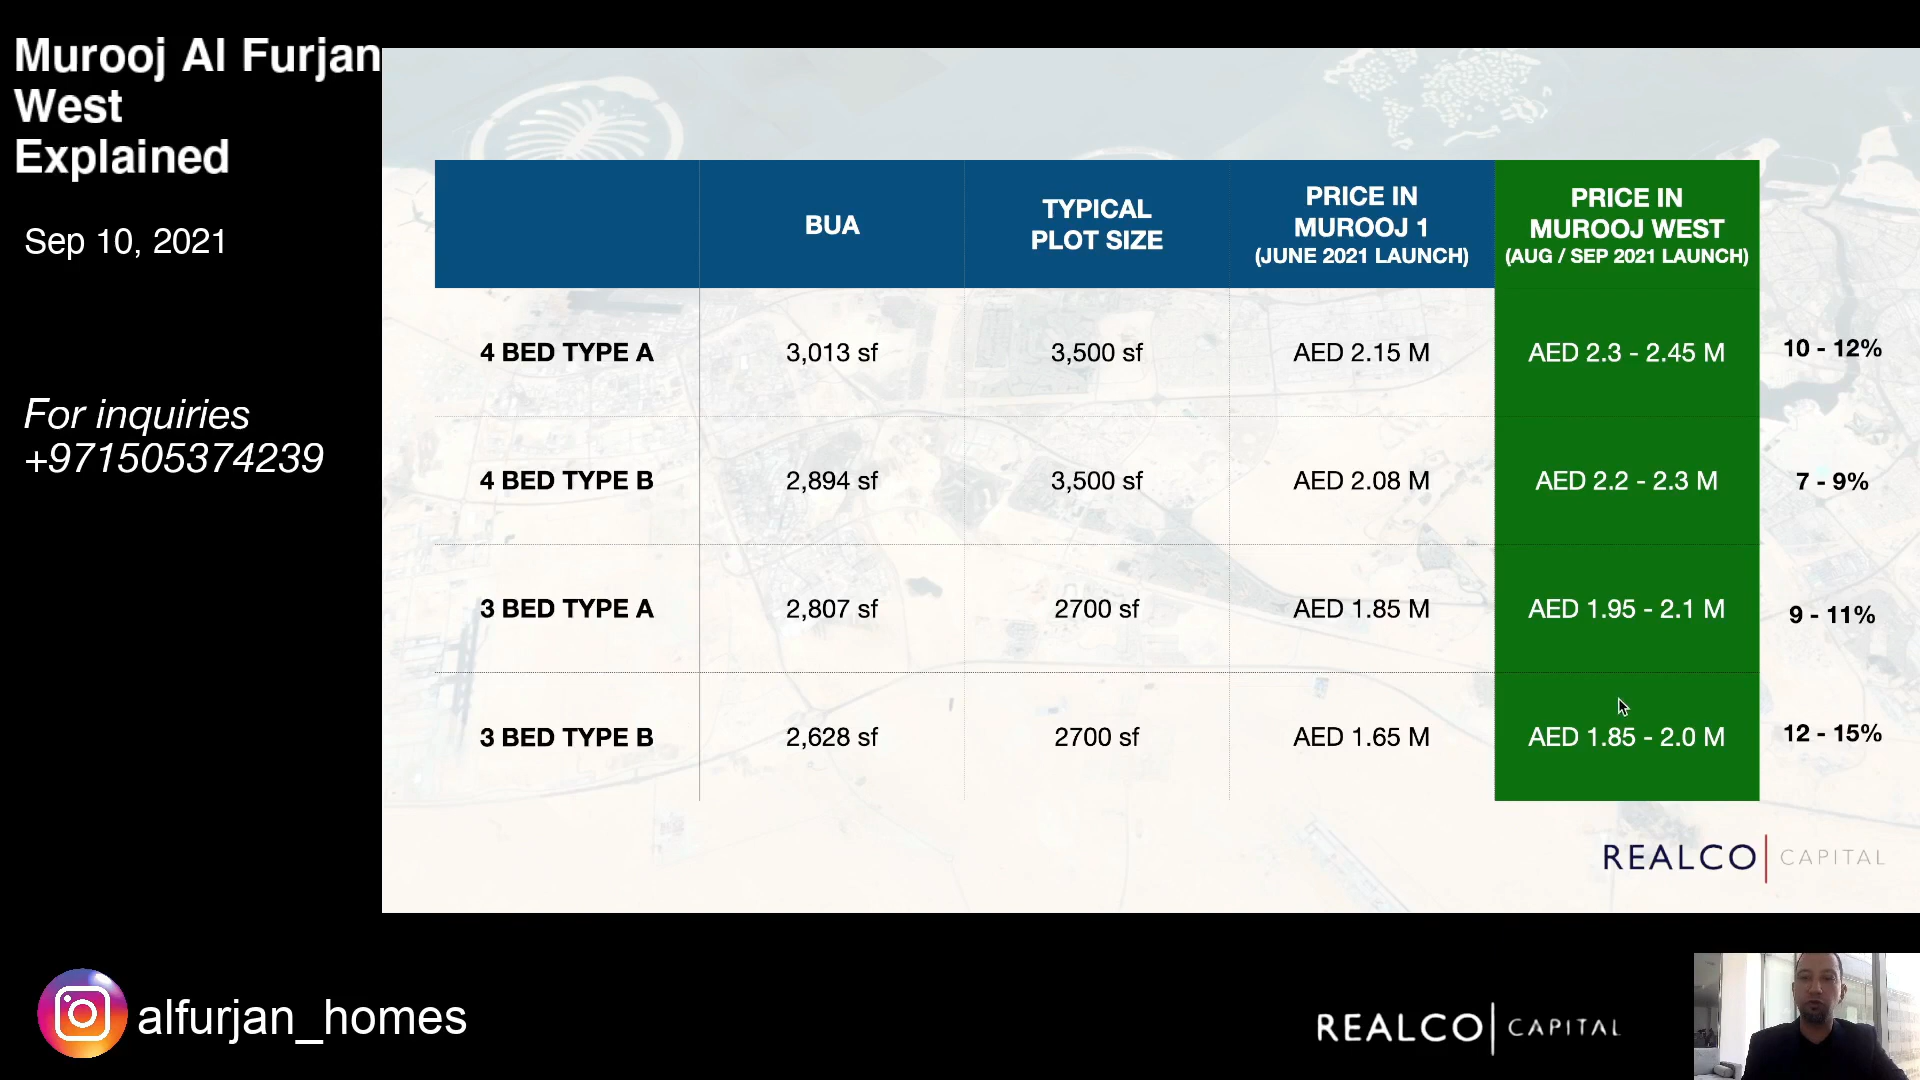 Murooj Al Furjan
West
Explained
Sep 10, 2021
For inquiries
+971505374239
BUA
TYPICAL
PLOT SIZE
PRICE IN
MUROOJ 1
(JUNE 2021 LAUNCH)
PRICE IN
MUROOJ WEST
(AUG / SEP 2021 LAUNCH)
4 BED TYPE A 3,013 sf 3,500 sf AED 2.15 M AED 2.3 - 2.45 M 10 - 12%
4 BED TYPE B 2,894 sf 3,500 sf AED 2.08 M AED 2.2 - 2.3 M 7 - 9%
3 BED TYPE A 2,807 sf 2700 sf AED 1.85 M AED 1.95 - 2.1 M 9 - 11%
3 BED TYPE B 2,628 sf 2700 sf AED 1.65 M AED 1.85 - 2.0 M 12 - 15%
REALCO CAPITAL
alfurjan_homes
REALCO CAPITAL